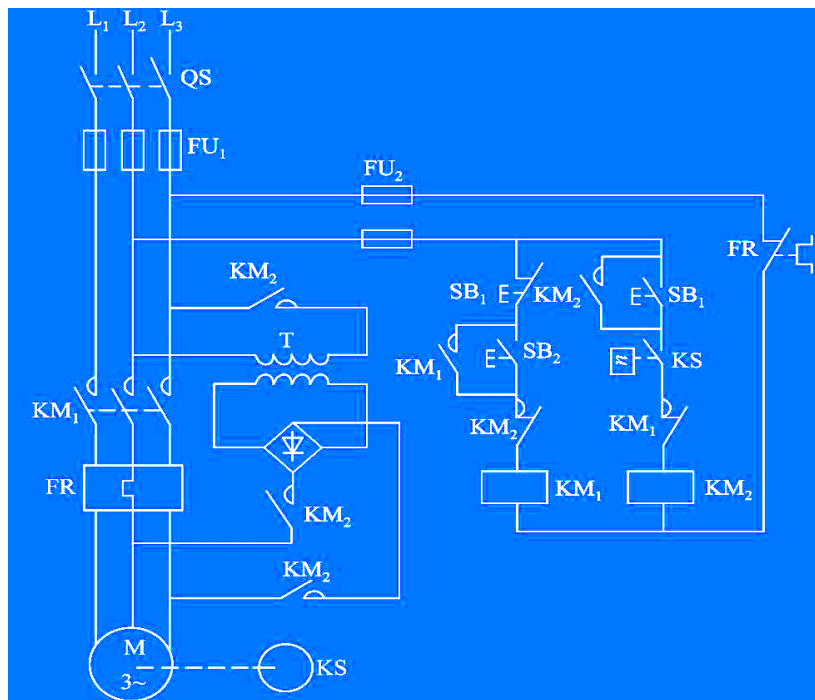 L₁ L₂ L₃
QS
FU₁
FU₂
FR
KM₂
SB₁ KM₂ SB₁
T
SB₂ n KS
KM₁
KM₁
KM₂ KM₁
FR
KM₁ KM₂
KM₂
KM₂
M
3~
KS